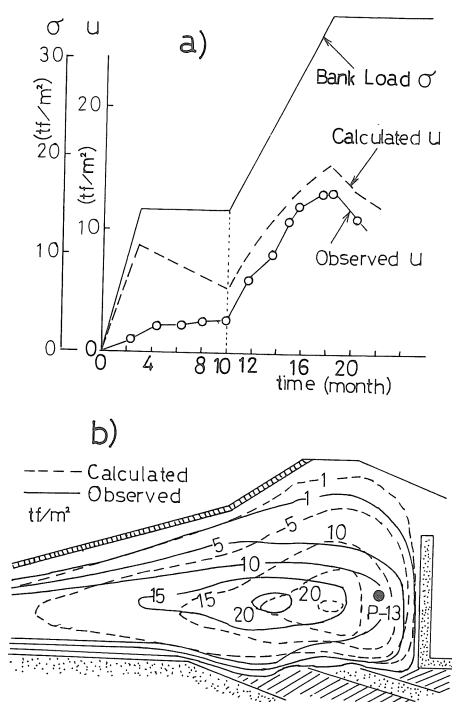 σ u
a)
30
20
20
10
10
0
0
(tf/m²)
(tf/m²)
Bank Load σ
Calculated u
Observed u
0 4 8 10 12 16 20
time (month)
b)
Calculated
Observed
tf/m²
1
1
5
5
10
10
15
15
20
20
P-13